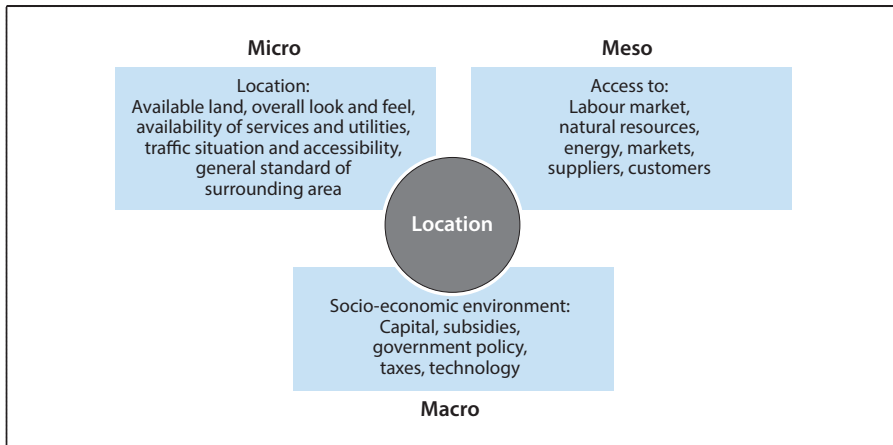 Micro
Location:
Available land, overall look and feel,
availability of services and utilities,
traffic situation and accessibility,
general standard of
surrounding area
Meso
Access to:
Labour market,
natural resources,
energy, markets,
suppliers, customers
Location
Socio-economic environment:
Capital, subsidies,
government policy,
taxes, technology
Macro